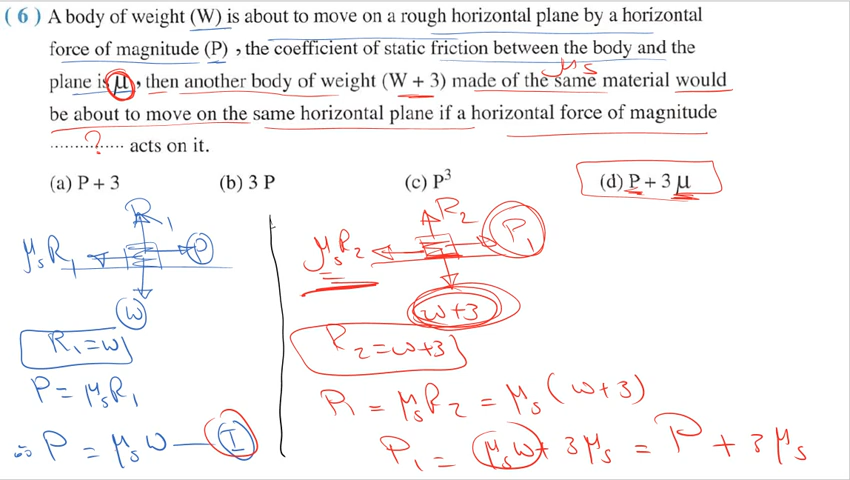 (6) A body of weight (W) is about to move on a rough horizontal plane by a horizontal
force of magnitude (P), the coefficient of static friction between the body and the
μs
plane is μ, then another body of weight (W + 3) made of the same material would
be about to move on the same horizontal plane if a horizontal force of magnitude
?
.............. acts on it.
(a) P + 3 (b) 3 P (c) P³ (d) P + 3 μ
R₁
μsR₁ P
W
R₁ = W
P = μsR₁
∴ P = μsW — I
R₂
μsR₂ P₁
W+3
R₂ = W+3
P₁ = μsR₂ = μs(W+3)
P₁ = μsW + 3μs = P + 3μs